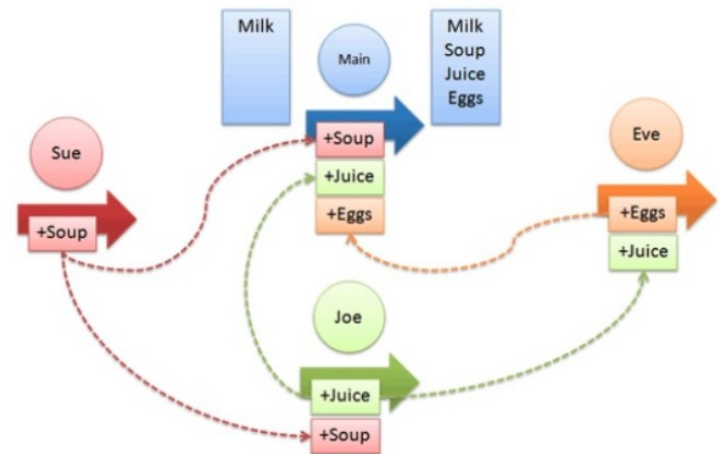 Milk
Main
Milk
Soup
Juice
Eggs
Sue
+Soup
+Soup
+Juice
+Eggs
Eve
+Eggs
+Juice
Joe
+Juice
+Soup